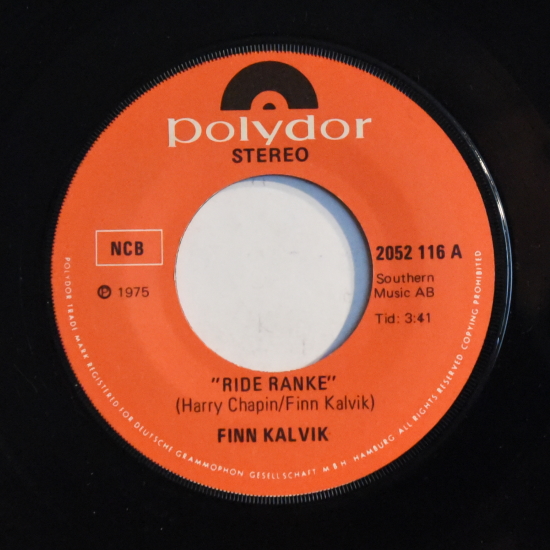 polydor
STEREO
NCB
℗ 1975
2052 116 A
Southern
Music AB
Tid: 3:41
"RIDE RANKE"
(Harry Chapin/Finn Kalvik)
FINN KALVIK
POLYDOR TRADE MARK REGISTERED FOR DEUTSCHE GRAMMOPHON GESELLSCHAFT M B H HAMBURG ALL RIGHTS RESERVED COPYING PROHIBITED